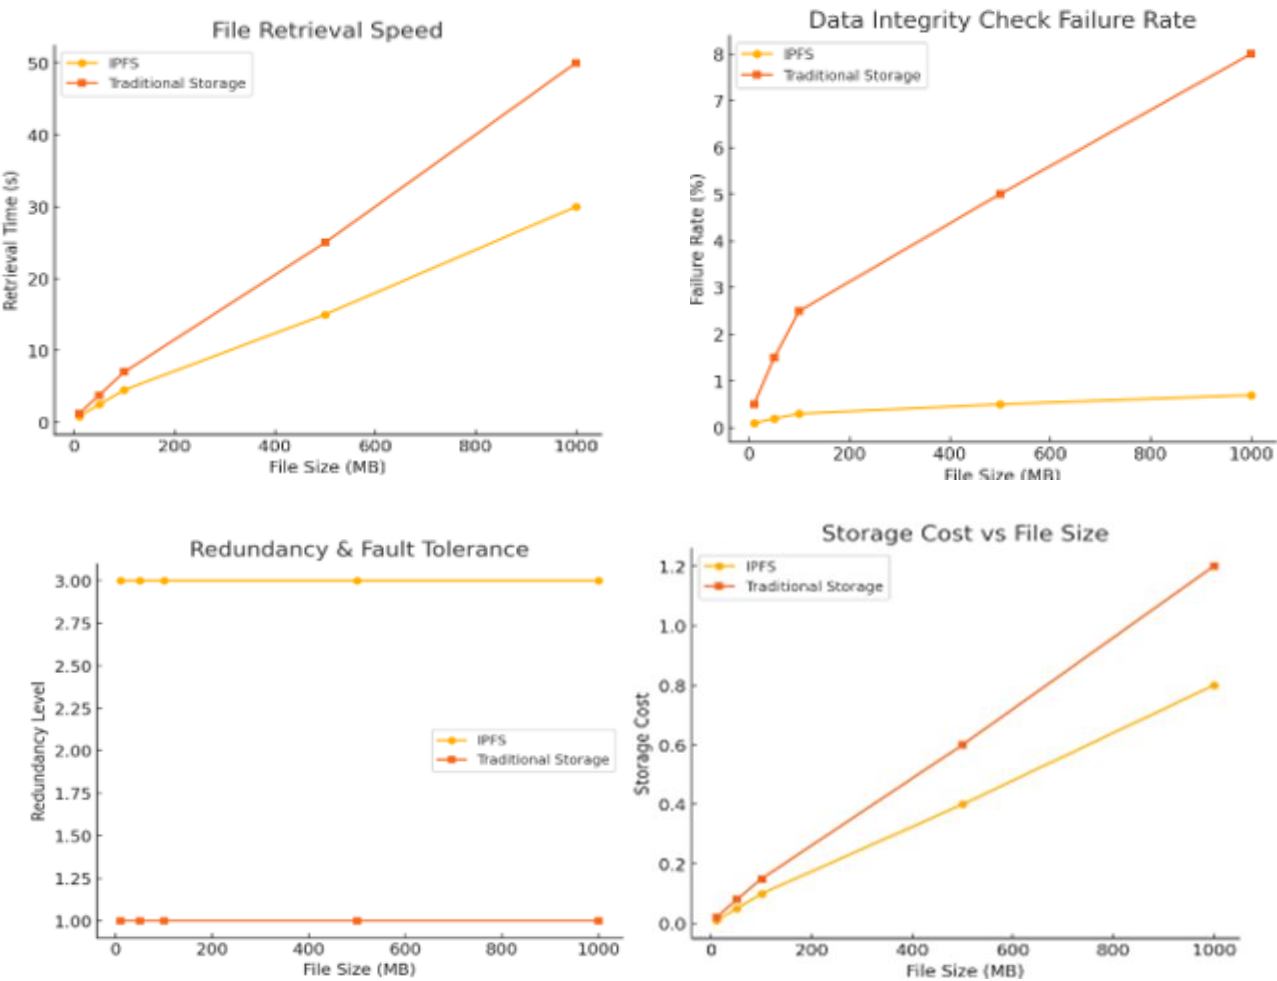 File Retrieval Speed
IPFS
Traditional Storage
50
40
30
20
10
0
Retrieval Time (s)
0 200 400 600 800 1000
File Size (MB)
Data Integrity Check Failure Rate
IPFS
Traditional Storage
8
7
6
5
4
3
2
1
0
Failure Rate (%)
0 200 400 600 800 1000
File Size (MB)
Redundancy & Fault Tolerance
3.00
2.75
2.50
2.25
2.00
1.75
1.50
1.25
1.00
Redundancy Level
IPFS
Traditional Storage
0 200 400 600 800 1000
File Size (MB)
Storage Cost vs File Size
IPFS
Traditional Storage
1.2
1.0
0.8
0.6
0.4
0.2
0.0
Storage Cost
0 200 400 600 800 1000
File Size (MB)